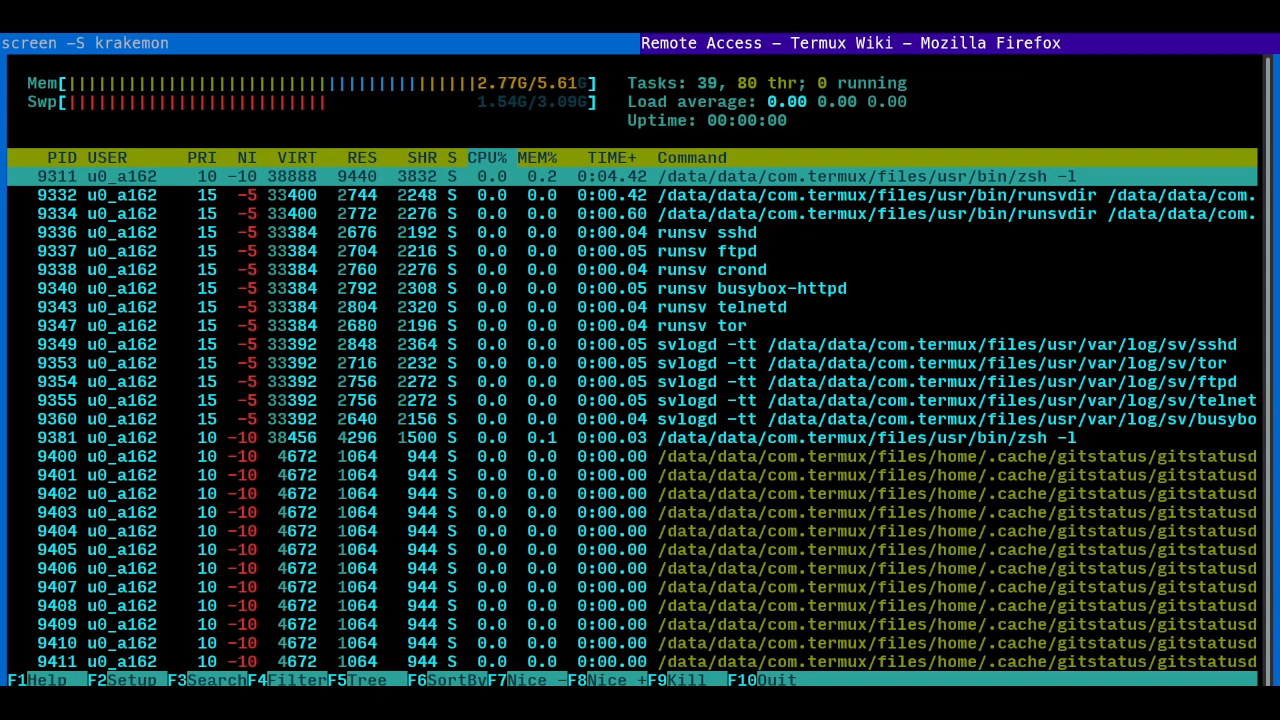 screen -S krakemon
Remote Access - Termux Wiki - Mozilla Firefox
Mem[|||||||||||||||||||||||||||||||||||||||||2.77G/5.61G] Tasks: 39, 80 thr; 0 running
Swp[|||||||||||||||||||||||||| 1.54G/3.09G] Load average: 0.00 0.00 0.00
Uptime: 00:00:00
PID USER PRI NI VIRT RES SHR S CPU% MEM% TIME+ Command
9311 u0_a162 10 -10 38888 9440 3832 S 0.0 0.2 0:04.42 /data/data/com.termux/files/usr/bin/zsh -l
9332 u0_a162 15 -5 33400 2744 2248 S 0.0 0.0 0:00.42 /data/data/com.termux/files/usr/bin/runsvdir /data/data/com.
9334 u0_a162 15 -5 33400 2772 2276 S 0.0 0.0 0:00.60 /data/data/com.termux/files/usr/bin/runsvdir /data/data/com.
9336 u0_a162 15 -5 33384 2676 2192 S 0.0 0.0 0:00.04 runsv sshd
9337 u0_a162 15 -5 33384 2704 2216 S 0.0 0.0 0:00.05 runsv ftpd
9338 u0_a162 15 -5 33384 2760 2276 S 0.0 0.0 0:00.04 runsv crond
9340 u0_a162 15 -5 33384 2792 2308 S 0.0 0.0 0:00.05 runsv busybox-httpd
9343 u0_a162 15 -5 33384 2804 2320 S 0.0 0.0 0:00.04 runsv telnetd
9347 u0_a162 15 -5 33384 2680 2196 S 0.0 0.0 0:00.04 runsv tor
9349 u0_a162 15 -5 33392 2848 2364 S 0.0 0.0 0:00.05 svlogd -tt /data/data/com.termux/files/usr/var/log/sv/sshd
9353 u0_a162 15 -5 33392 2716 2232 S 0.0 0.0 0:00.05 svlogd -tt /data/data/com.termux/files/usr/var/log/sv/tor
9354 u0_a162 15 -5 33392 2756 2272 S 0.0 0.0 0:00.05 svlogd -tt /data/data/com.termux/files/usr/var/log/sv/ftpd
9355 u0_a162 15 -5 33392 2756 2272 S 0.0 0.0 0:00.05 svlogd -tt /data/data/com.termux/files/usr/var/log/sv/telnet
9360 u0_a162 15 -5 33392 2640 2156 S 0.0 0.0 0:00.04 svlogd -tt /data/data/com.termux/files/usr/var/log/sv/busybo
9381 u0_a162 10 -10 38456 4296 1500 S 0.0 0.1 0:00.03 /data/data/com.termux/files/usr/bin/zsh -l
9400 u0_a162 10 -10 4672 1064 944 S 0.0 0.0 0:00.00 /data/data/com.termux/files/home/.cache/gitstatus/gitstatusd
9401 u0_a162 10 -10 4672 1064 944 S 0.0 0.0 0:00.00 /data/data/com.termux/files/home/.cache/gitstatus/gitstatusd
9402 u0_a162 10 -10 4672 1064 944 S 0.0 0.0 0:00.00 /data/data/com.termux/files/home/.cache/gitstatus/gitstatusd
9403 u0_a162 10 -10 4672 1064 944 S 0.0 0.0 0:00.00 /data/data/com.termux/files/home/.cache/gitstatus/gitstatusd
9404 u0_a162 10 -10 4672 1064 944 S 0.0 0.0 0:00.00 /data/data/com.termux/files/home/.cache/gitstatus/gitstatusd
9405 u0_a162 10 -10 4672 1064 944 S 0.0 0.0 0:00.00 /data/data/com.termux/files/home/.cache/gitstatus/gitstatusd
9406 u0_a162 10 -10 4672 1064 944 S 0.0 0.0 0:00.00 /data/data/com.termux/files/home/.cache/gitstatus/gitstatusd
9407 u0_a162 10 -10 4672 1064 944 S 0.0 0.0 0:00.00 /data/data/com.termux/files/home/.cache/gitstatus/gitstatusd
9408 u0_a162 10 -10 4672 1064 944 S 0.0 0.0 0:00.00 /data/data/com.termux/files/home/.cache/gitstatus/gitstatusd
9409 u0_a162 10 -10 4672 1064 944 S 0.0 0.0 0:00.00 /data/data/com.termux/files/home/.cache/gitstatus/gitstatusd
9410 u0_a162 10 -10 4672 1064 944 S 0.0 0.0 0:00.00 /data/data/com.termux/files/home/.cache/gitstatus/gitstatusd
9411 u0_a162 10 -10 4672 1064 944 S 0.0 0.0 0:00.00 /data/data/com.termux/files/home/.cache/gitstatus/gitstatusd
F1Help F2Setup F3SearchF4FilterF5Tree F6SortByF7Nice -F8Nice +F9Kill F10Quit